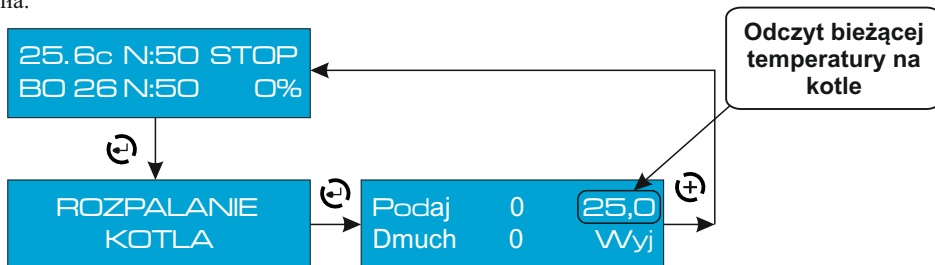 na.
25.6c N:50 STOP
BO 26 N:50 0%
Odczyt bieżącej
temperatury na
kotle
ROZPALANIE
KOTLA
Podaj 0 25,0
Dmuch 0 Wyj